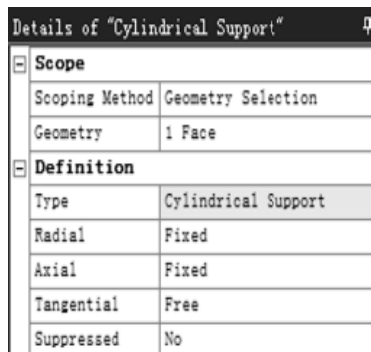 Details of "Cylindrical Support"
Scope
Scoping Method Geometry Selection
Geometry 1 Face
Definition
Type Cylindrical Support
Radial Fixed
Axial Fixed
Tangential Free
Suppressed No